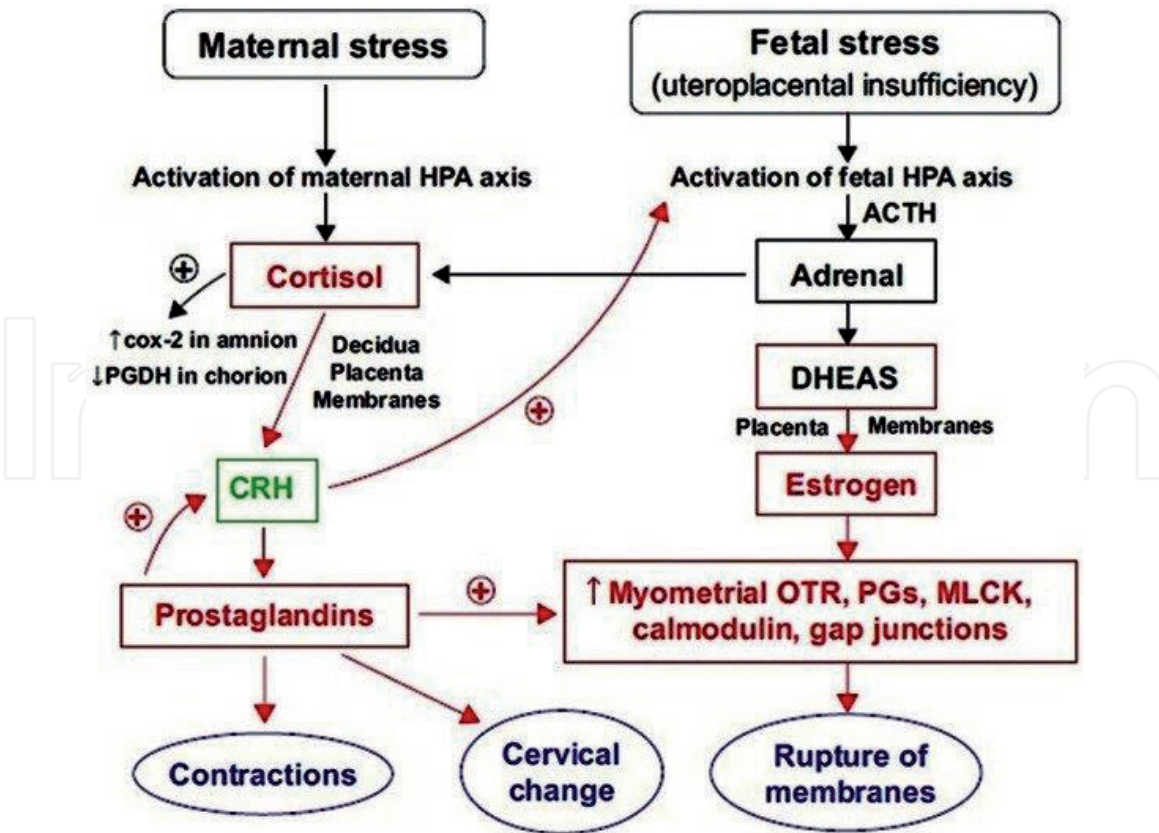 Maternal stress
Fetal stress
(uteroplacental insufficiency)
Activation of maternal HPA axis
Activation of fetal HPA axis
ACTH
Cortisol
Adrenal
+
↑cox-2 in amnion
↓PGDH in chorion
Decidua
Placenta
Membranes
DHEAS
+
Placenta
Membranes
CRH
Estrogen
+
Prostaglandins
+
↑ Myometrial OTR, PGs, MLCK,
calmodulin, gap junctions
Contractions
Cervical
change
Rupture of
membranes